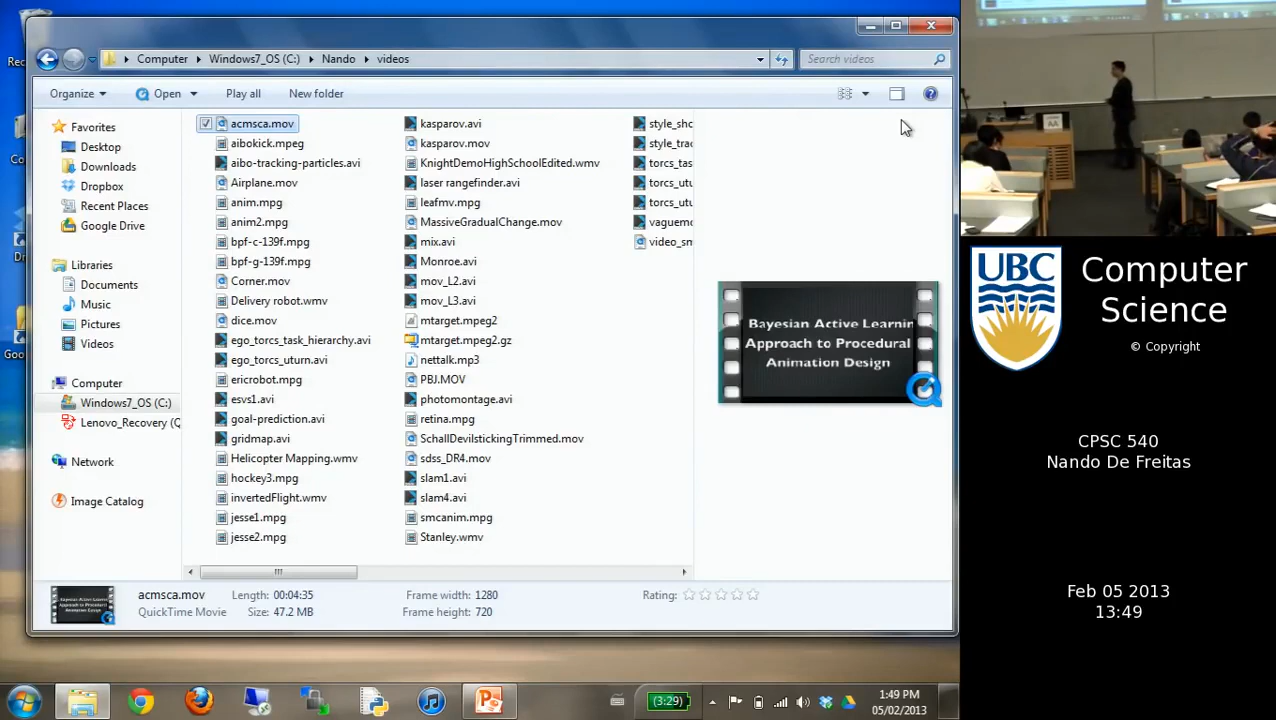 Computer
Windows7_OS (C:)
Nando
videos
Search videos
Organize
Open
Play all
New folder
Favorites
Desktop
Downloads
Dropbox
Recent Places
Google Drive
Libraries
Documents
Music
Pictures
Videos
Computer
Windows7_OS (C:)
Lenovo_Recovery (Q
Network
Image Catalog
acmsca.mov
aibokick.mpeg
aibo-tracking-particles.avi
Airplane.mov
anim.mpg
anim2.mpg
bpf-c-139f.mpg
bpf-g-139f.mpg
Corner.mov
Delivery robot.wmv
dice.mov
ego_torcs_task_hierarchy.avi
ego_torcs_uturn.avi
ericrobot.mpg
esvs1.avi
goal-prediction.avi
gridmap.avi
Helicopter Mapping.wmv
hockey3.mpg
invertedFlight.wmv
jesse1.mpg
jesse2.mpg
kasparov.avi
kasparov.mov
KnightDemoHighSchoolEdited.wmv
laser rangefinder.avi
leafmv.mpg
MassiveGradualChange.mov
mix.avi
Monroe.avi
mov_L2.avi
mov_L3.avi
mtarget.mpeg2
mtarget.mpeg2.gz
nettalk.mp3
PBJ.MOV
photomontage.avi
retina.mpg
SchallDevilstickingTrimmed.mov
sdss_DR4.mov
slam1.avi
slam4.avi
smcanim.mpg
Stanley.wmv
style_sho
style_trac
torcs_tas
torcs_utu
torcs_utu
vaguemo
video_sm
Bayesian Active Learnin
Approach to Procedural
Animation Design
acmsca.mov
QuickTime Movie
Length: 00:04:35
Size: 47.2 MB
Frame width: 1280
Frame height: 720
Rating:
(3:29)
1:49 PM
05/02/2013
UBC
Computer
Science
© Copyright
CPSC 540
Nando De Freitas
Feb 05 2013
13:49